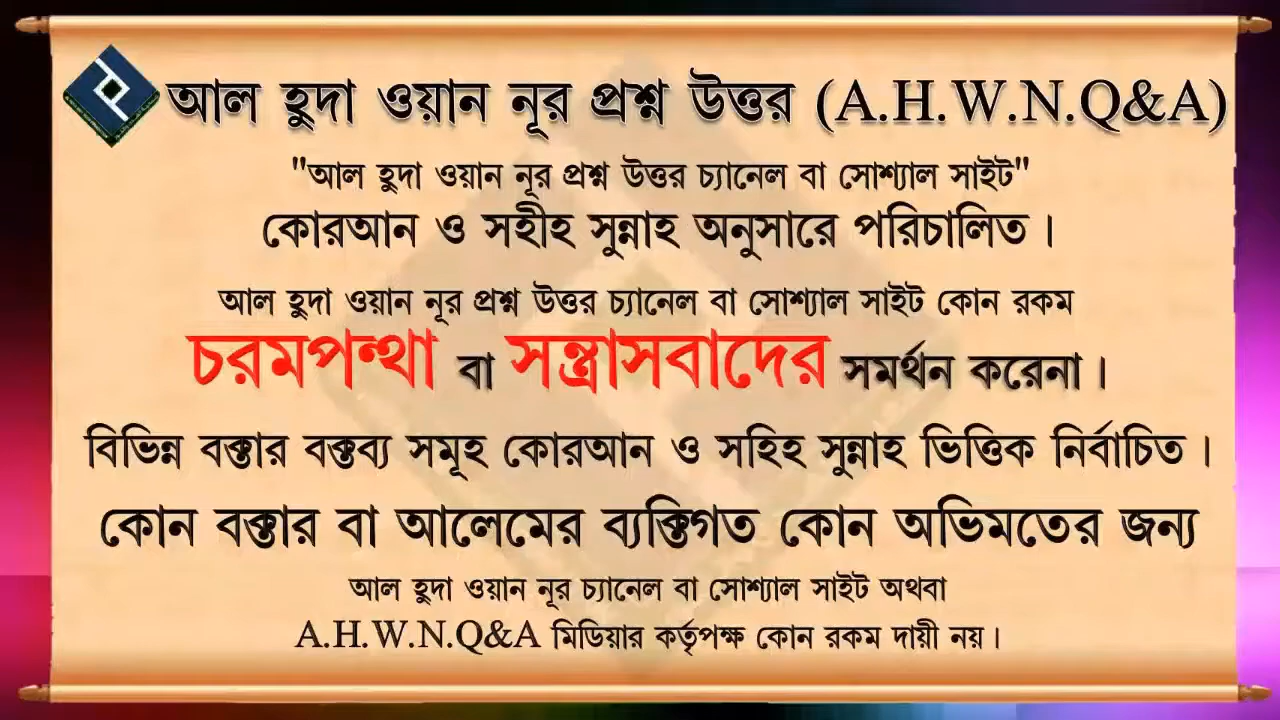 আল হুদা ওয়ান নূর প্রশ্ন উত্তর (A.H.W.N.Q&A)
"আল হুদা ওয়ান নূর প্রশ্ন উত্তর চ্যানেল বা সোশ্যাল সাইট"
কোরআন ও সহীহ সুন্নাহ অনুসারে পরিচালিত।
আল হুদা ওয়ান নূর প্রশ্ন উত্তর চ্যানেল বা সোশ্যাল সাইট কোন রকম
চরমপন্থা বা সন্ত্রাসবাদের সমর্থন করেনা।
বিভিন্ন বক্তার বক্তব্য সমূহ কোরআন ও সহিহ সুন্নাহ ভিত্তিক নির্বাচিত।
কোন বক্তার বা আলেমের ব্যক্তিগত কোন অভিমতের জন্য
আল হুদা ওয়ান নূর চ্যানেল বা সোশ্যাল সাইট অথবা
A.H.W.N.Q&A মিডিয়ার কর্তৃপক্ষ কোন রকম দায়ী নয়।